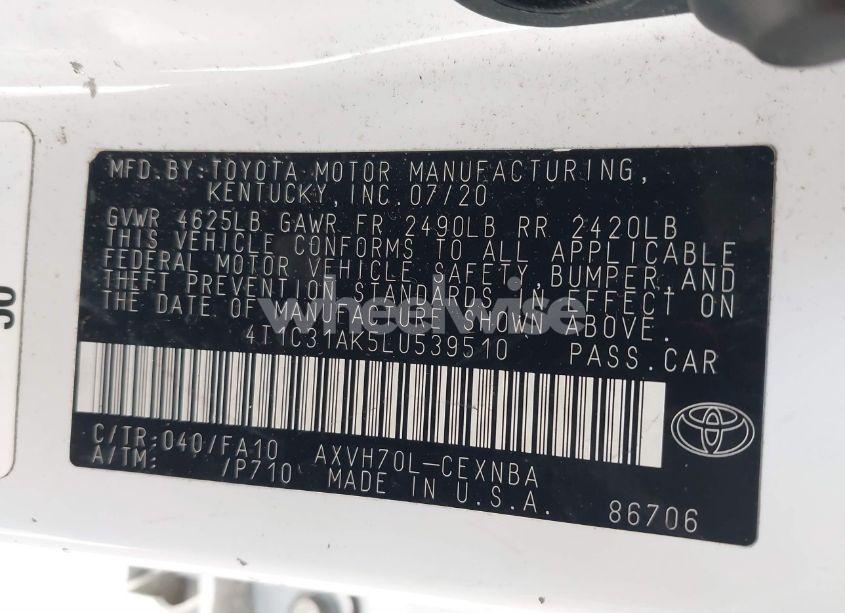 MFD.BY:TOYOTA MOTOR MANUFACTURING,
KENTUCKY,INC.07/20
GVWR 4625LB GAWR FR 2490LB RR 2420LB
THIS VEHICLE CONFORMS TO ALL APPLICABLE
FEDERAL MOTOR VEHICLE SAFETY,BUMPER,AND
THEFT PREVENTION STANDARDS IN EFFECT ON
THE DATE OF MANUFACTURE SHOWN ABOVE.
wheelwise
4T1C31AK5LU539510 PASS.CAR
C/TR:040/FA10 AXVH70L-CEXNBA
A/TM: /P710 MADE IN U.S.A.
86706